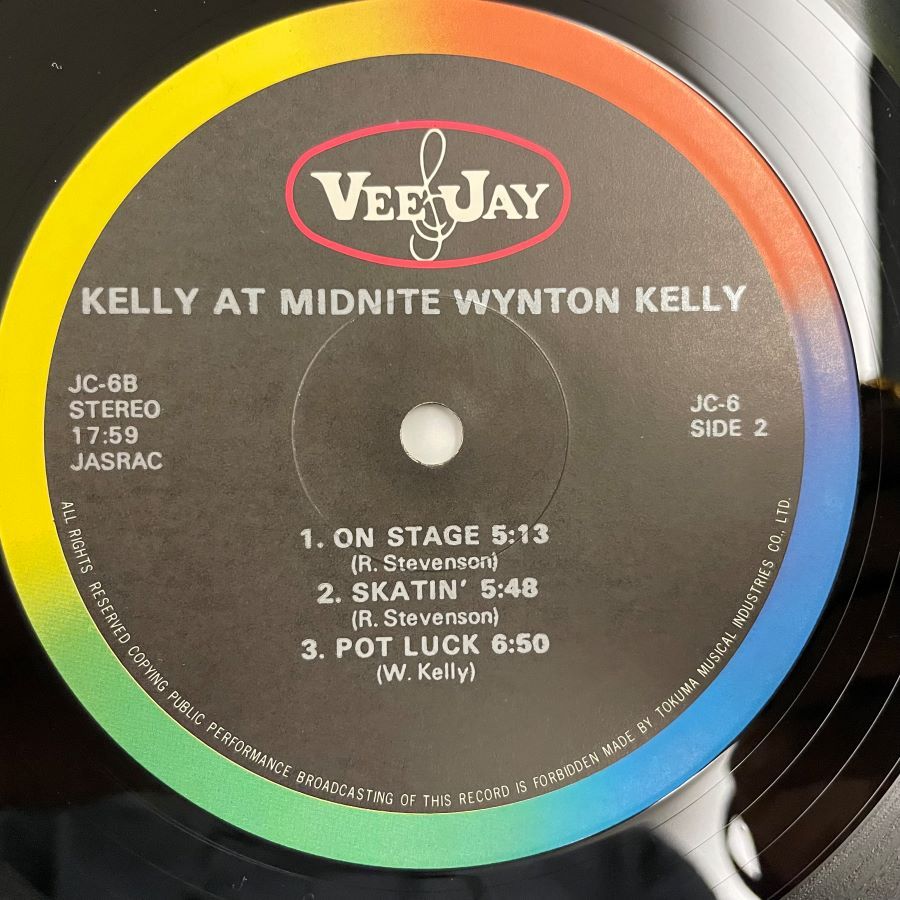 VEE JAY
KELLY AT MIDNITE WYNTON KELLY
JC-6B
STEREO
17:59
JASRAC
JC-6
SIDE 2
1. ON STAGE 5:13
(R. Stevenson)
2. SKATIN' 5:48
(R. Stevenson)
3. POT LUCK 6:50
(W. Kelly)
ALL RIGHTS RESERVED COPYING PUBLIC PERFORMANCE BROADCASTING OF THIS RECORD IS FORBIDDEN MADE BY TOKUMA MUSICAL INDUSTRIES CO., LTD.